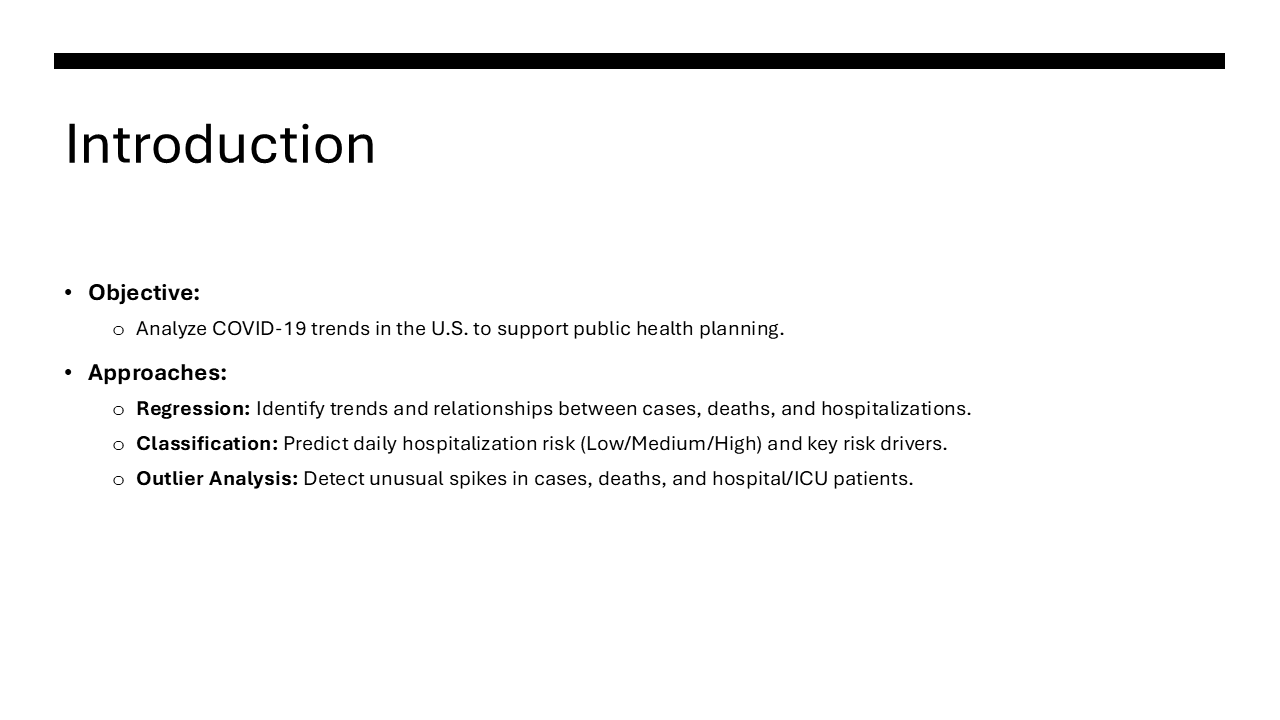 Introduction
• Objective:
o Analyze COVID-19 trends in the U.S. to support public health planning.
• Approaches:
o Regression: Identify trends and relationships between cases, deaths, and hospitalizations.
o Classification: Predict daily hospitalization risk (Low/Medium/High) and key risk drivers.
o Outlier Analysis: Detect unusual spikes in cases, deaths, and hospital/ICU patients.